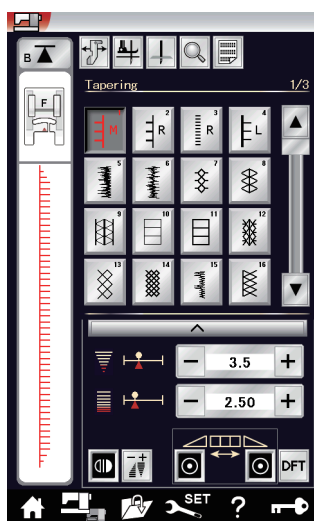 B
F
Tapering 1/3
1 M
2 R
3 R
4 L
5 6 7 8
9 10 11 12
13 14 15 16
− 3.5 +
− 2.50 +
− +
DFT
SET
?